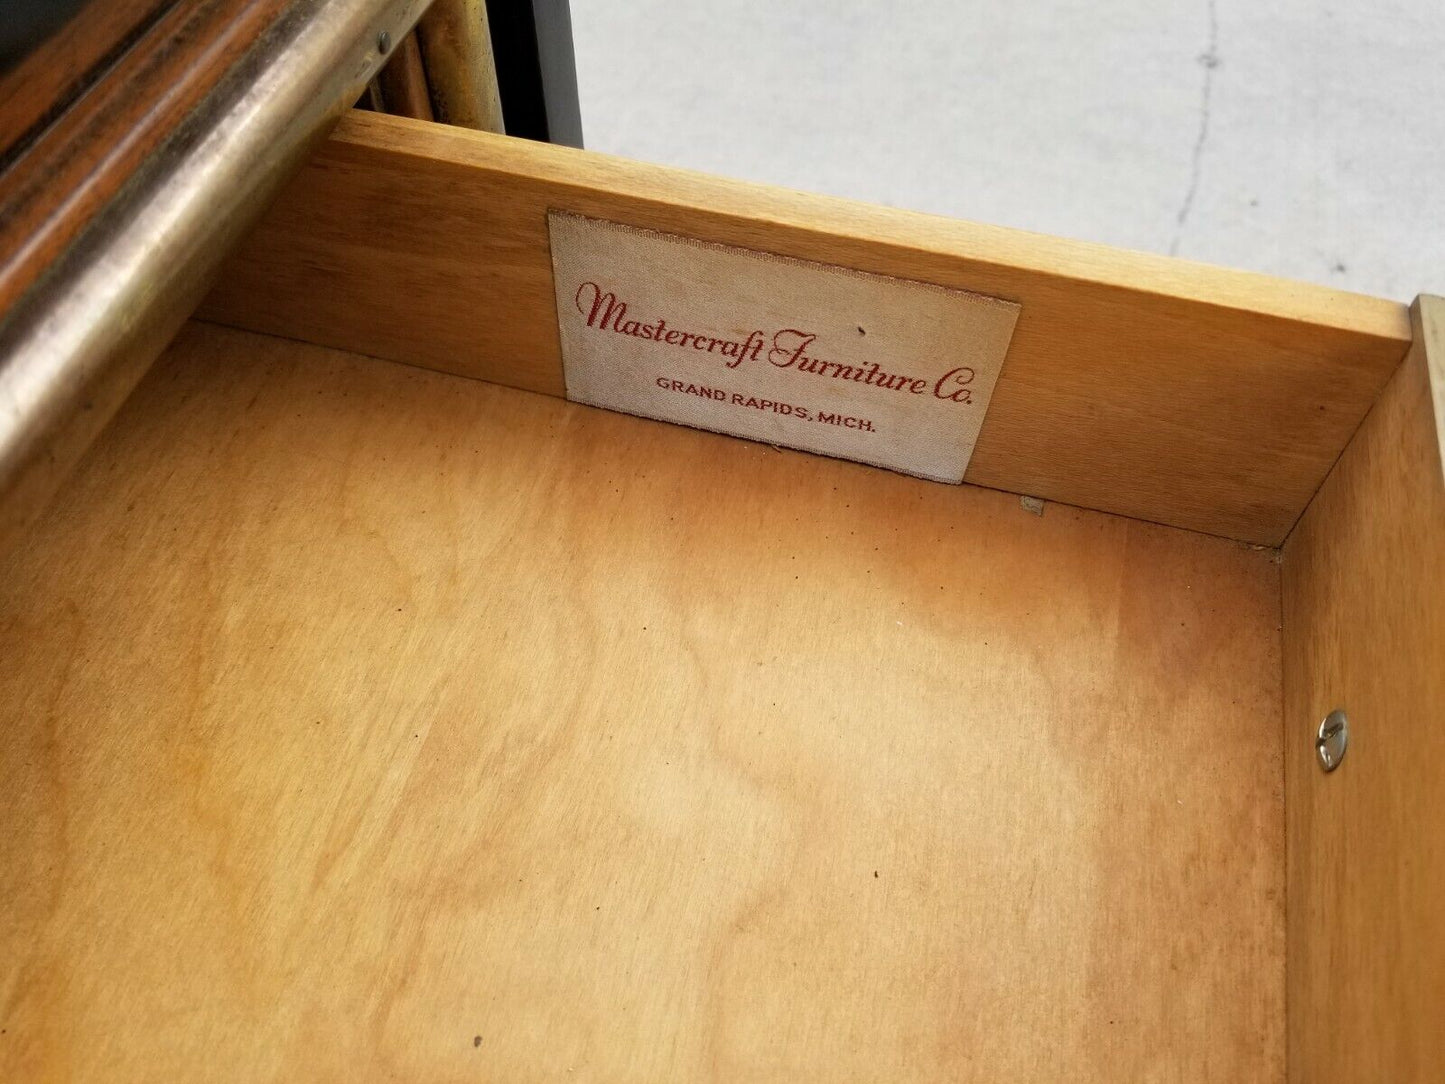 Mastercraft Furniture Co.
GRAND RAPIDS, MICH.